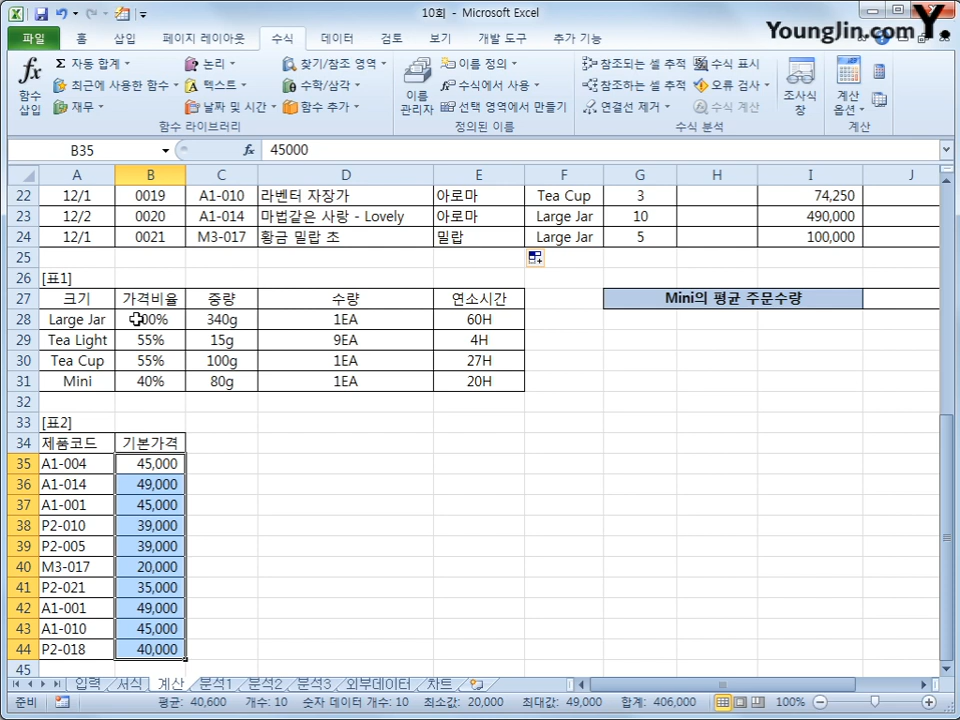 10회 - Microsoft Excel
Younglin.com Y.
파일 홈 삽입 페이지 레이아웃 수식 데이터 검토 보기 개발 도구 추가 기능
fx 함수 삽입
Σ 자동 합계 논리 찾기/참조 영역
최근에 사용한 함수 텍스트 수학/삼각
재무 날짜 및 시간 함수 추가
함수 라이브러리
이름 관리자
이름 정의
수식에서 사용
선택 영역에서 만들기
정의된 이름
참조되는 셀 추적 수식 표시
참조하는 셀 추적 오류 검사
연결선 제거 수식 계산
조사식 창
수식 분석
계산 옵션
계산
B35 fx 45000
A B C D E F G H I J
22 12/1 0019 A1-010 라벤터 자장가 아로마 Tea Cup 3 74,250
23 12/2 0020 A1-014 마법같은 사랑 - Lovely 아로마 Large Jar 10 490,000
24 12/1 0021 M3-017 황금 밀랍 초 밀랍 Large Jar 5 100,000
25
26 [표1]
27 크기 가격비율 중량 수량 연소시간 Mini의 평균 주문수량
28 Large Jar 100% 340g 1EA 60H
29 Tea Light 55% 15g 9EA 4H
30 Tea Cup 55% 100g 1EA 27H
31 Mini 40% 80g 1EA 20H
32
33 [표2]
34 제품코드 기본가격
35 A1-004 45,000
36 A1-014 49,000
37 A1-001 45,000
38 P2-010 39,000
39 P2-005 39,000
40 M3-017 20,000
41 P2-021 35,000
42 A1-001 49,000
43 A1-010 45,000
44 P2-018 40,000
45
입력 서식 계산 분석1 분석2 분석3 외부데이터 차트
준비 평균: 40,600 개수: 10 숫자 데이터 개수: 10 최소값: 20,000 최대값: 49,000 합계: 406,000 100%